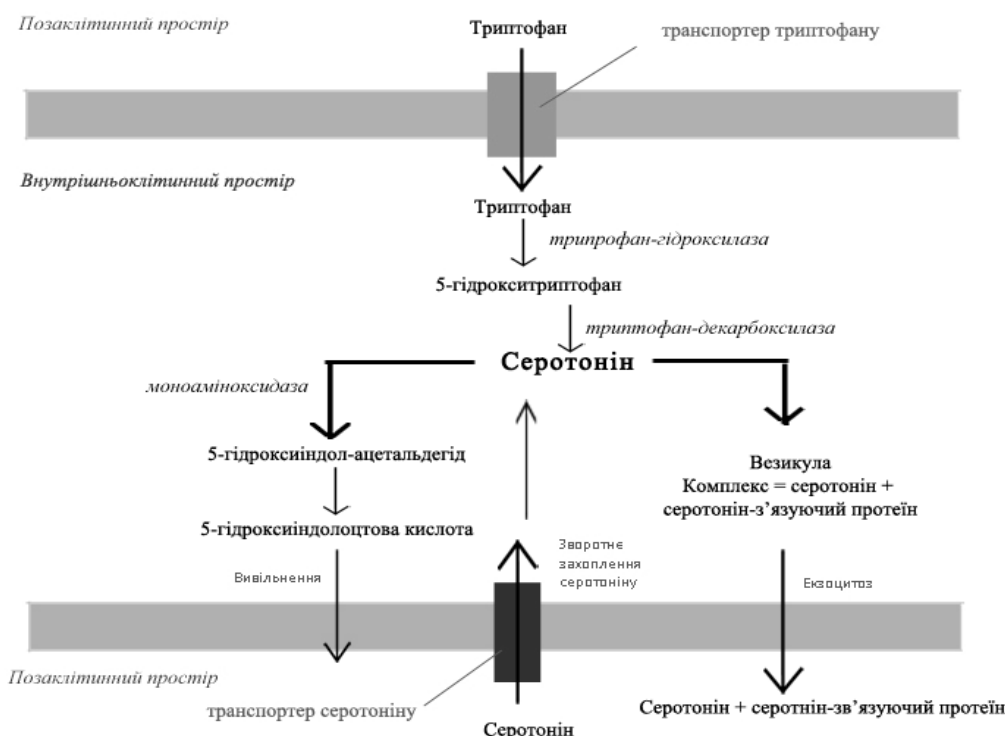 Позаклітинний простір
Триптофан
транспортер триптофану
Внутрішньоклітинний простір
Триптофан
трипрофан-гідроксилаза
5-гідрокситриптофан
триптофан-декарбоксилаза
Серотонін
моноаміноксидаза
5-гідроксиіндол-ацетальдегід
Везикула
Комплекс = серотонін +
серотонін-з’язуючий протеїн
5-гідроксиіндолоцтова кислота
Вивільнення
Зворотнє
захоплення
серотоніну
Екзоцитоз
Позаклітинний простір
транспортер серотоніну
Серотонін
Серотонін + серотнін-зв’язуючий протеїн